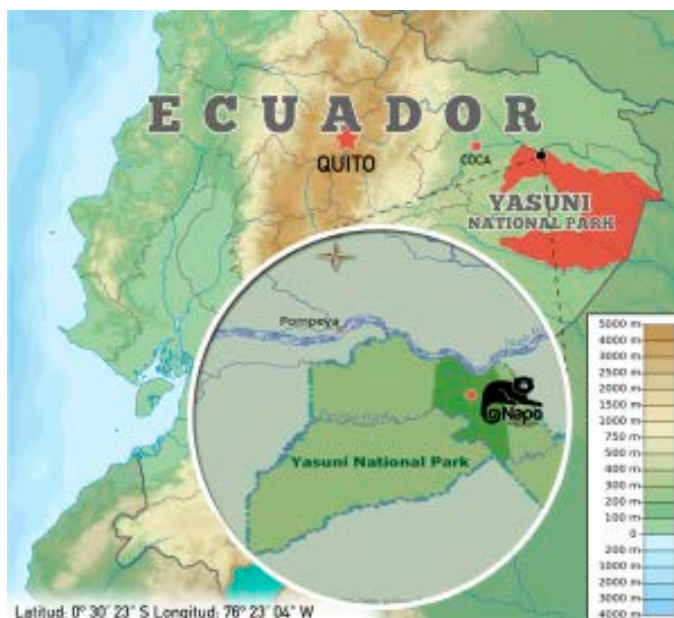 ECUADOR
QUITO
COCA
YASUNI
NATIONAL PARK
Pompeya
Napo
Yasuni National Park
5000 m
4000 m
3000 m
2500 m
2000 m
1500 m
1000 m
750 m
500 m
400 m
300 m
200 m
100 m
0
200 m
1000 m
2000 m
3000 m
4000 m
Latitud: 0° 30' 23" S Longitud: 76° 23' 04" W